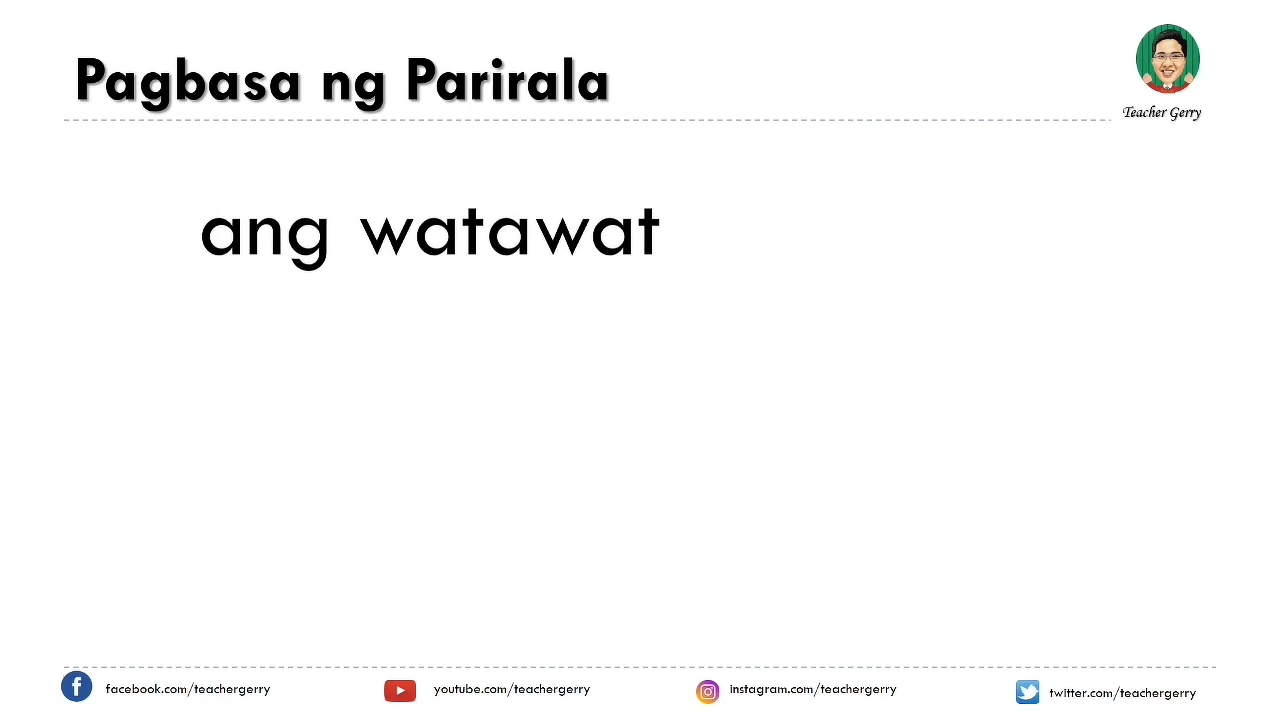 Pagbasa ng Parirala
Teacher Gerry
ang watawat
facebook.com/teachergerry
youtube.com/teachergerry
instagram.com/teachergerry
twitter.com/teachergerry